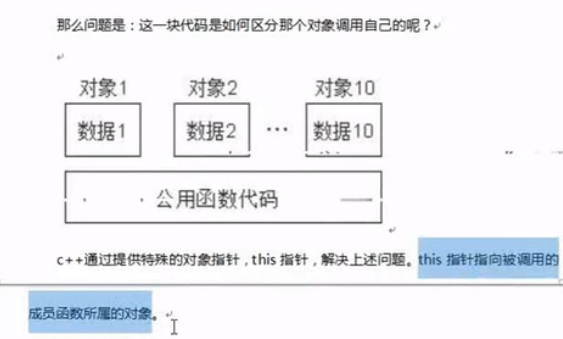 那么问题是：这一块代码是如何区分那个对象调用自己的呢？
对象1 对象2 对象10
数据1 数据2 … 数据10
公用函数代码
c++通过提供特殊的对象指针，this 指针，解决上述问题。this 指针指向被调用的
成员函数所属的对象。